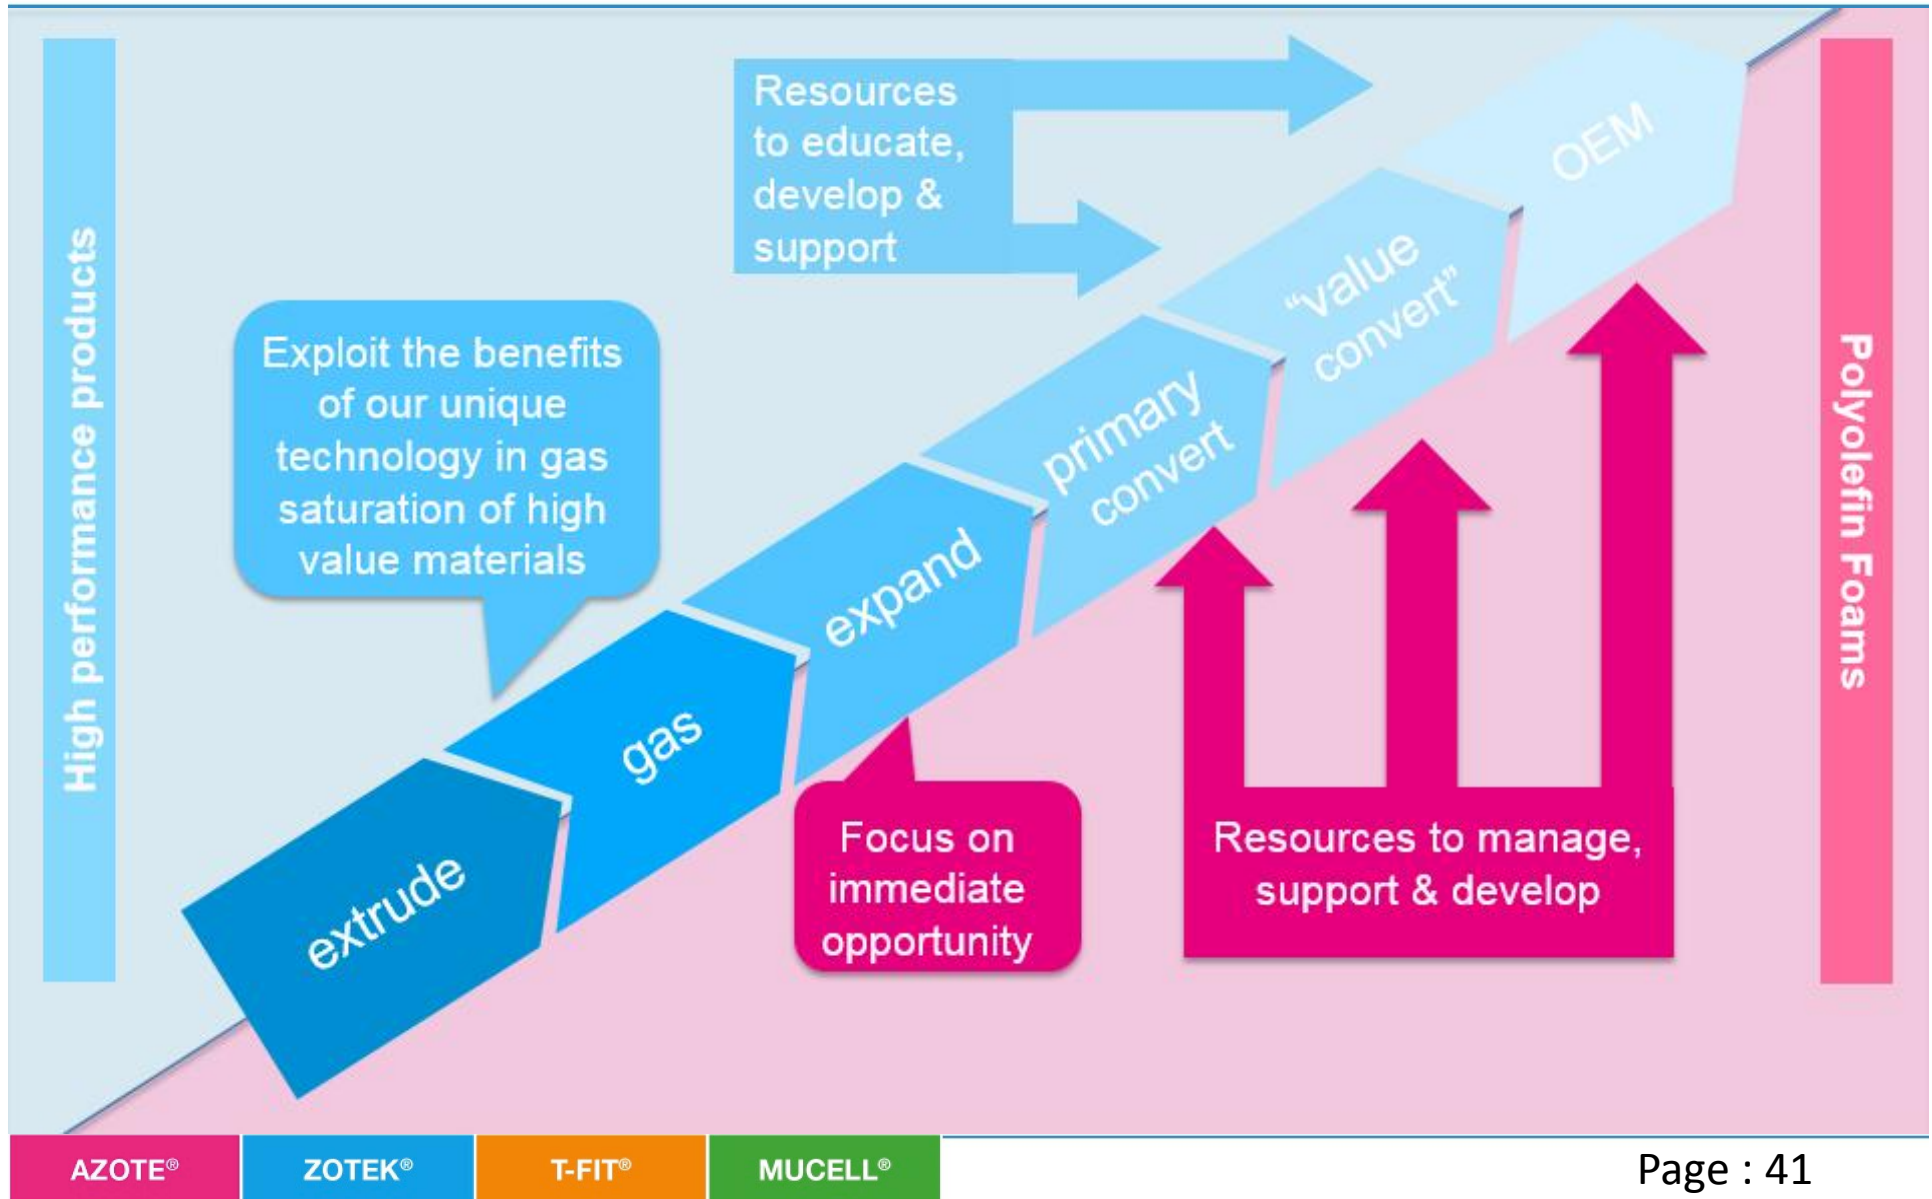 High performance products
Resources
to educate,
develop &
support
Exploit the benefits
of our unique
technology in gas
saturation of high
value materials
extrude
gas
expand
primary
convert
“value
convert”
OEM
Focus on
immediate
opportunity
Resources to manage,
support & develop
Polyolefin Foams
AZOTE®
ZOTEK®
T-FIT®
MUCELL®
Page : 41